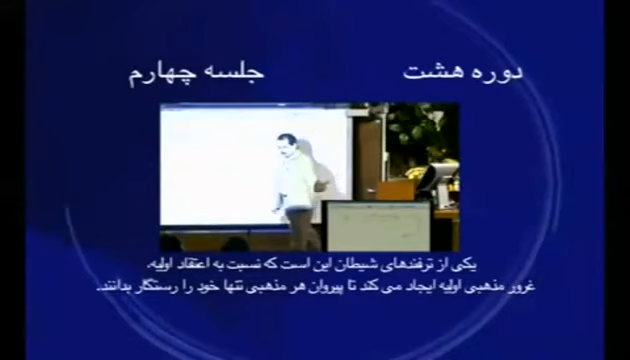 دوره هشت
جلسه چهارم
یکی از ترفندهای شیطان این است که نسبت به اعتقاد اولیه،
غرور مذهبی اولیه ایجاد می کند تا پیروان هر مذهبی تنها خود را رستگار بدانند.